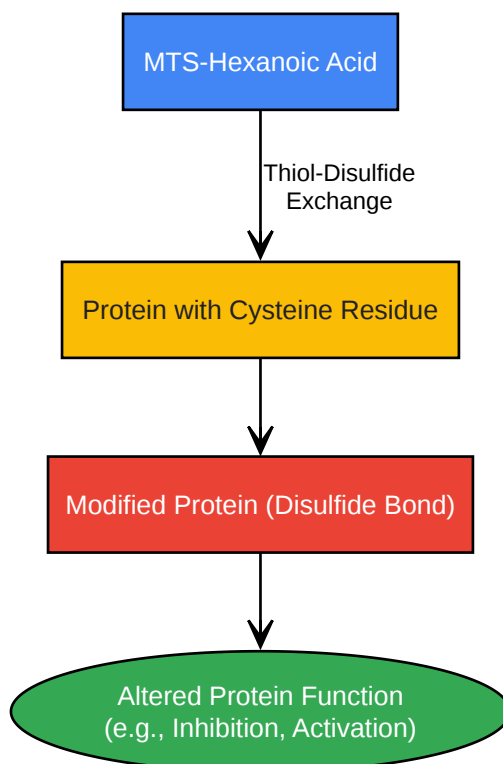 MTS-Hexanoic Acid
Thiol-Disulfide
Exchange
Protein with Cysteine Residue
Modified Protein (Disulfide Bond)
Altered Protein Function
(e.g., Inhibition, Activation)